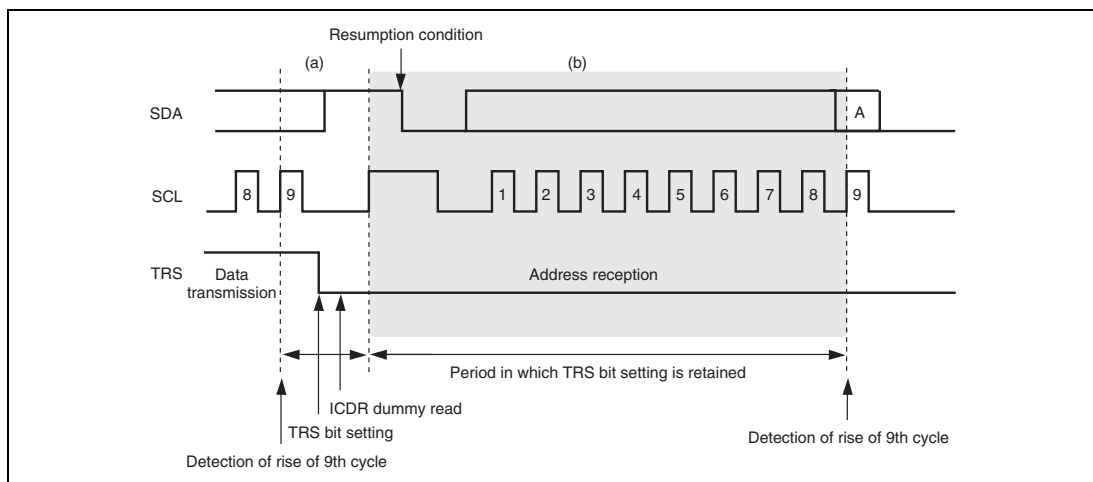 Resumption condition
(a)
(b)
SDA
A
SCL
8
9
1
2
3
4
5
6
7
8
9
TRS
Data
transmission
Address reception
Period in which TRS bit setting is retained
ICDR dummy read
TRS bit setting
Detection of rise of 9th cycle
Detection of rise of 9th cycle